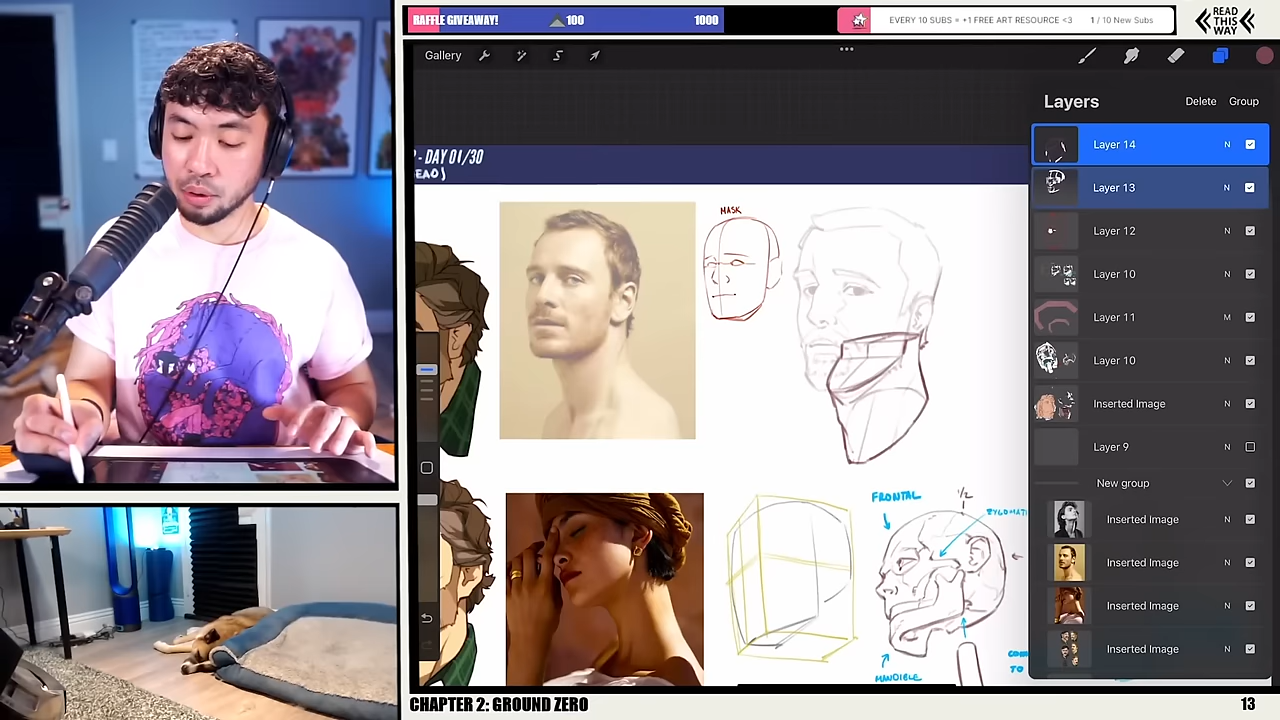 RAFFLE GIVEAWAY!
100
1000
EVERY 10 SUBS = +1 FREE ART RESOURCE <3
1 / 10 New Subs
READ
THIS
WAY
Gallery
Layers
Delete
Group
- DAY 01/30
EAD)
MASK
Layer 14
N
Layer 13
N
Layer 12
N
Layer 10
N
Layer 11
M
Layer 10
N
Inserted Image
N
Layer 9
N
New group
Inserted Image
N
Inserted Image
N
Inserted Image
N
Inserted Image
N
FRONTAL
1/2
ZYGOMATI
MANDIBLE
TO
CHAPTER 2: GROUND ZERO
13